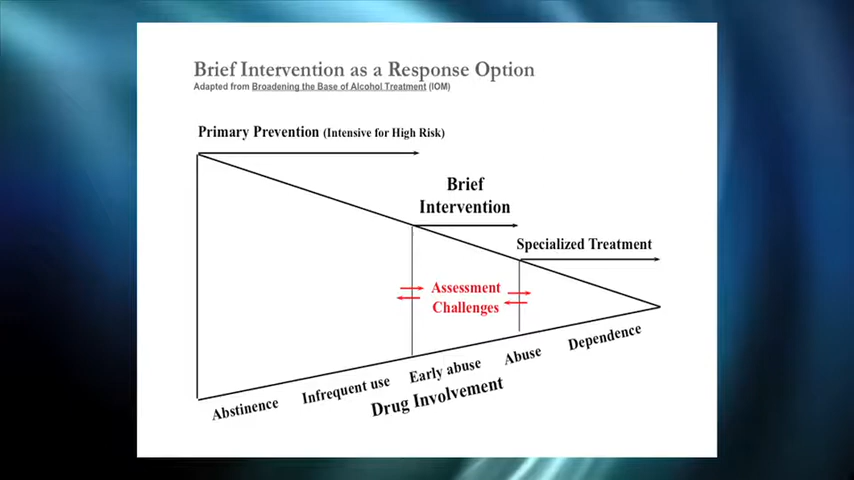 Brief Intervention as a Response Option
Adapted from Broadening the Base of Alcohol Treatment (IOM)
Primary Prevention (Intensive for High Risk)
Brief
Intervention
Specialized Treatment
Assessment
Challenges
Abstinence
Infrequent use
Early abuse
Abuse
Dependence
Drug Involvement